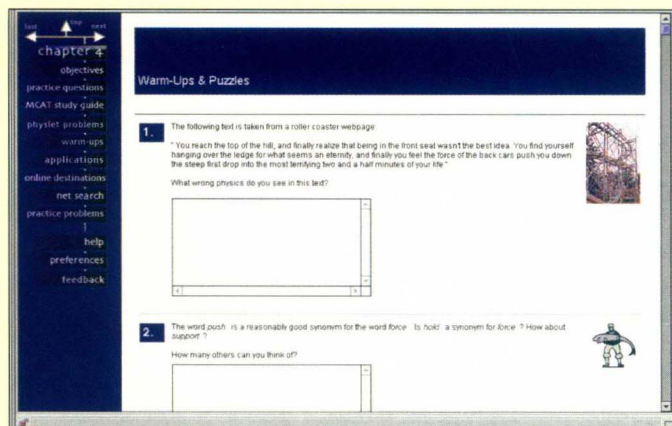 last top next
chapter 4
objectives
practice questions
MCAT study guide
physlet problems
warm-ups
applications
online destinations
net search
practice problems
help
preferences
feedback
Warm-Ups & Puzzles
1. The following text is taken from a roller coaster webpage
" You reach the top of the hill, and finally realize that being in the front seat wasn't the best idea. You find yourself
hanging over the ledge for what seems an eternity, and finally you feel the force of the back cars push you down
the steep first drop into the most terrifying two and a half minutes of your life "
What wrong physics do you see in this text?
2. The word push is a reasonably good synonym for the word force. Is hold a synonym for force ? How about
support ?
How many others can you think of?